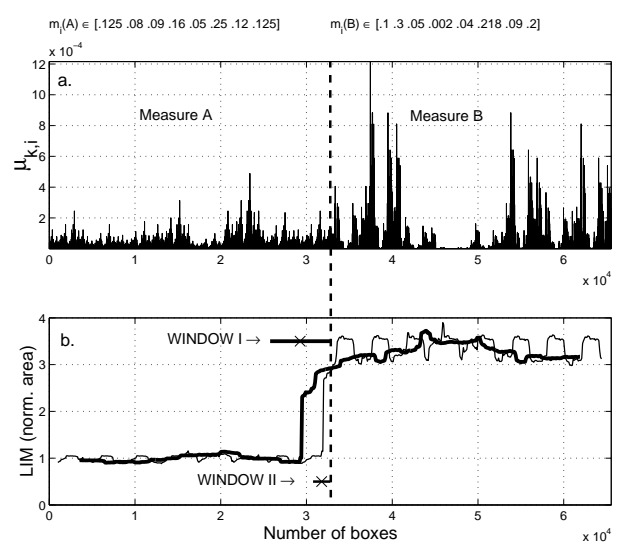 m_i(A) ∈ [.125 .08 .09 .16 .05 .25 .12 .125] m_i(B) ∈ [.1 .3 .05 .002 .04 .218 .09 .2]
x 10^-4
12
10
8
6
4
2
μ_k,i
a.
Measure A
Measure B
0 1 2 3 4 5 6
x 10^4
4
3
2
1
0
LIM (norm. area)
b.
WINDOW I →
WINDOW II →
0 1 2 3 4 5 6
Number of boxes
x 10^4